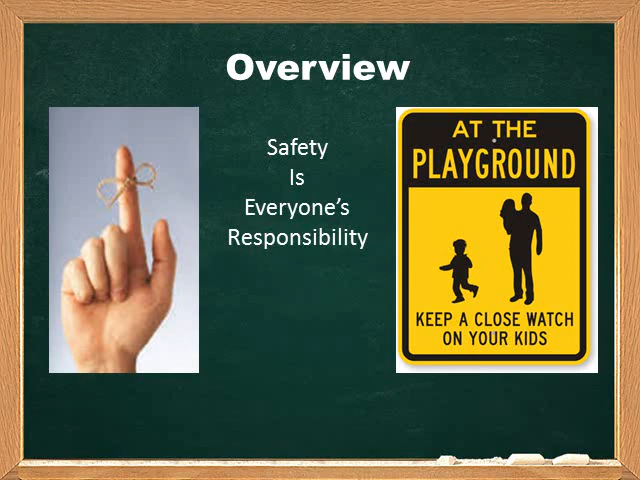 Overview
Safety
Is
Everyone’s
Responsibility
AT THE
PLAYGROUND
KEEP A CLOSE WATCH
ON YOUR KIDS